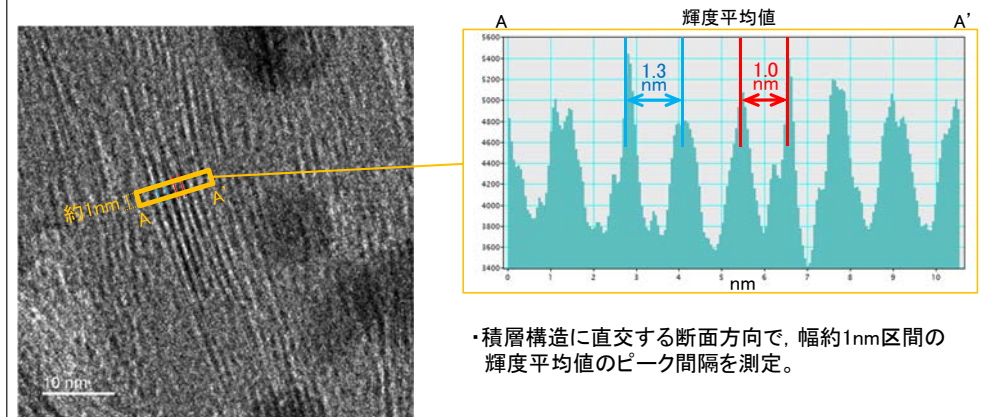 A
輝度平均値
A’
5600
5400
5200
5000
4800
4600
4400
4200
4000
3800
3600
3400
1.3
nm
1.0
nm
0
1
2
3
4
5
6
7
8
9
10
nm
約1nm
A
A’
10 nm
・積層構造に直交する断面方向で, 幅約1nm区間の
輝度平均値のピーク間隔を測定。